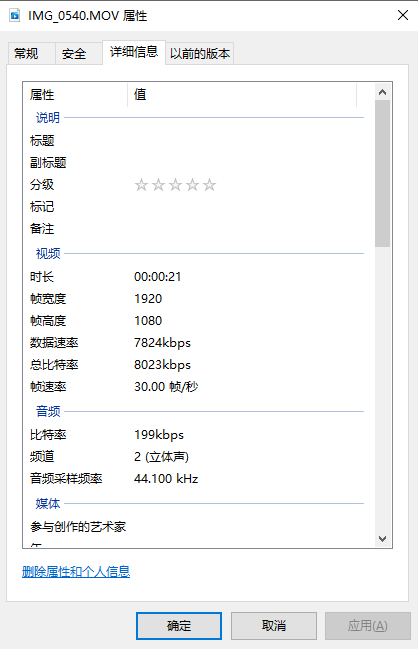 IMG_0540.MOV 属性
常规 安全 详细信息 以前的版本
属性 值
说明
标题
副标题
分级
标记
备注
视频
时长 00:00:21
帧宽度 1920
帧高度 1080
数据速率 7824kbps
总比特率 8023kbps
帧速率 30.00 帧/秒
音频
比特率 199kbps
频道 2 (立体声)
音频采样频率 44.100 kHz
媒体
参与创作的艺术家
删除属性和个人信息
确定 取消 应用(A)